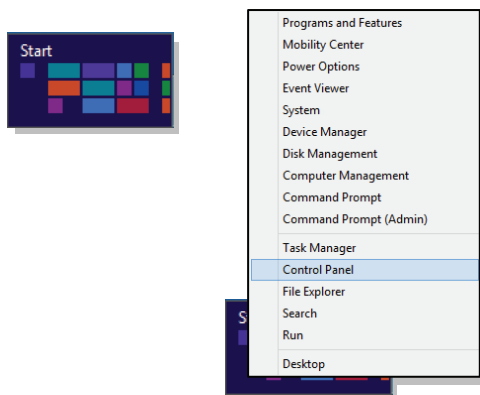 Start
Programs and Features
Mobility Center
Power Options
Event Viewer
System
Device Manager
Disk Management
Computer Management
Command Prompt
Command Prompt (Admin)
Task Manager
Control Panel
File Explorer
Search
Run
Desktop